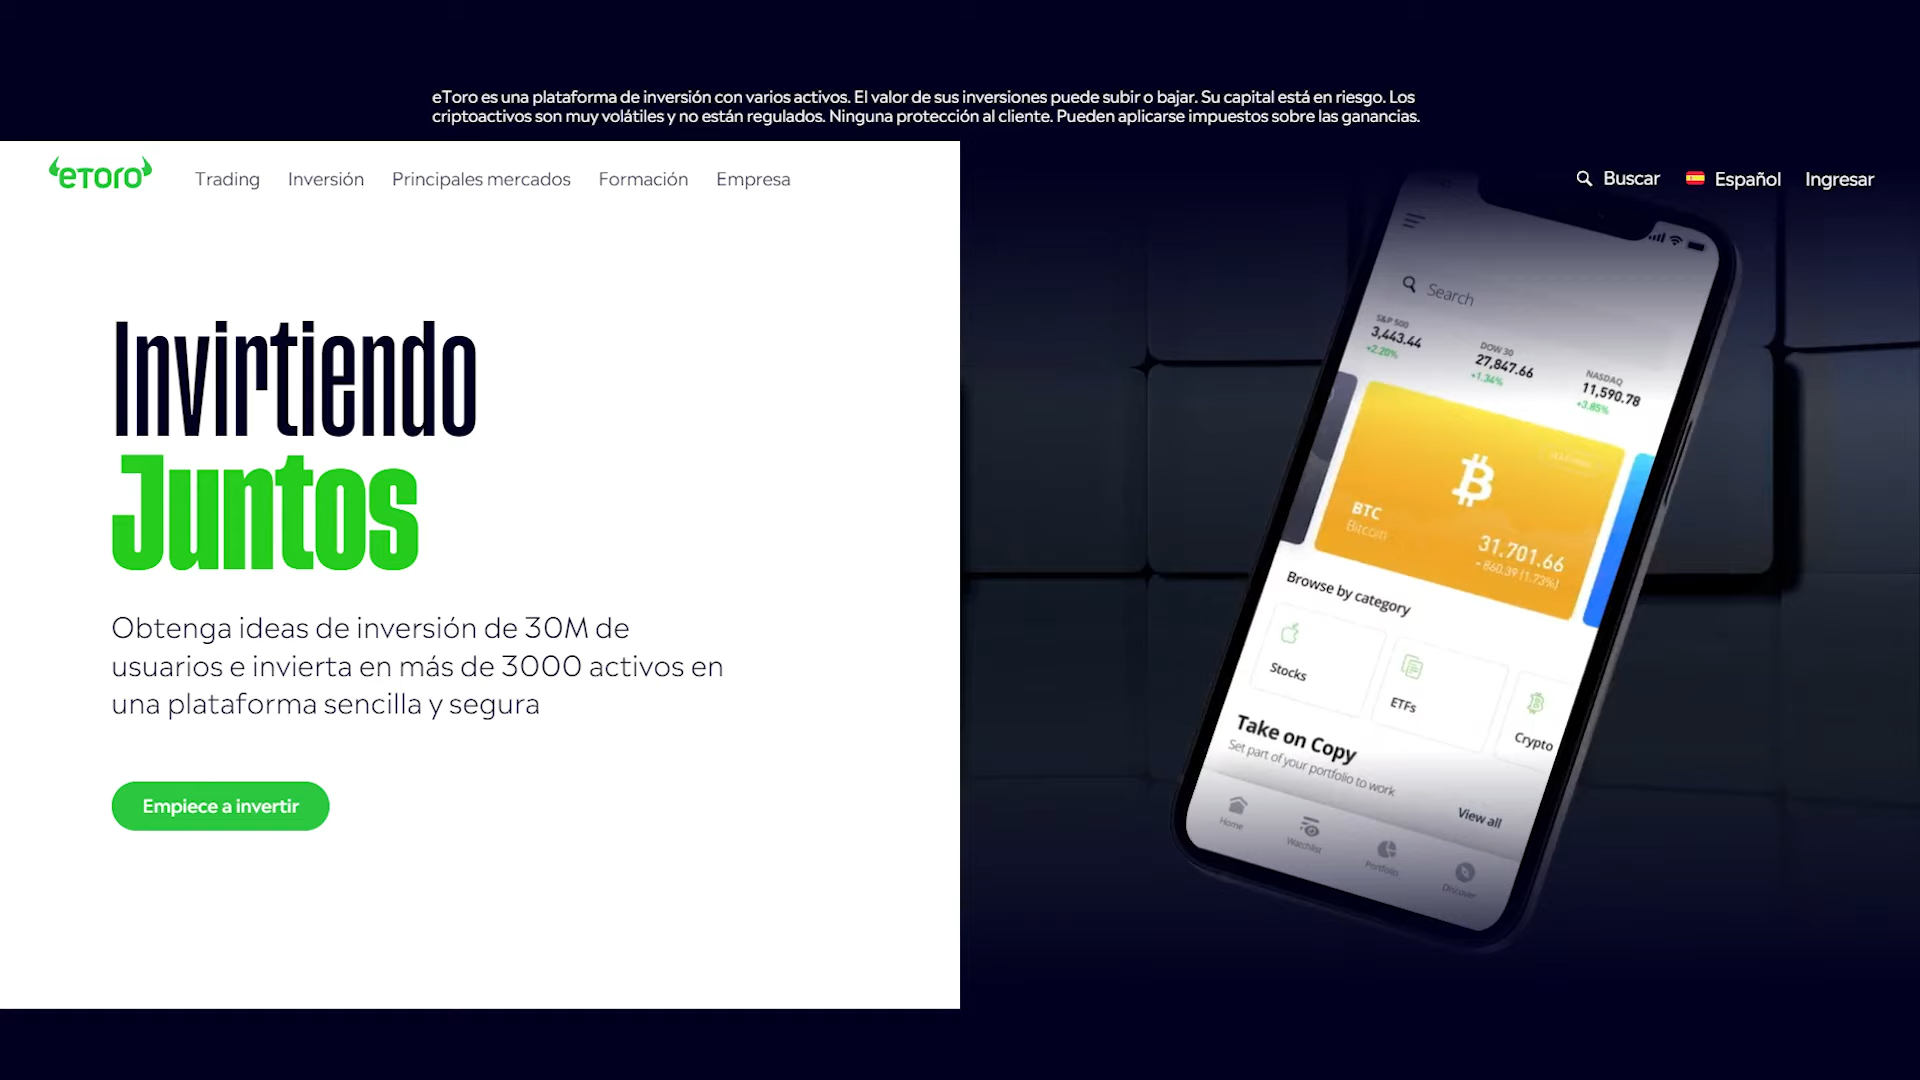 eToro es una plataforma de inversión con varios activos. El valor de sus inversiones puede subir o bajar. Su capital está en riesgo. Los
criptoactivos son muy volátiles y no están regulados. Ninguna protección al cliente. Pueden aplicarse impuestos sobre las ganancias.
eToro
Trading Inversión Principales mercados Formación Empresa
Buscar Español Ingresar
Invirtiendo
Juntos
Obtenga ideas de inversión de 30M de
usuarios e invierta en más de 3000 activos en
una plataforma sencilla y segura
Empiece a invertir
Search
S&P 500
3,443.44
+2.20%
DOW 30
27,847.66
+1.34%
NASDAQ
11,590.78
+3.85%
BTC
Bitcoin
31,701.66
- 860.39 (1.73%)
Browse by category
Stocks
ETFs
Crypto
Take on Copy
Set part of your portfolio to work
View all
Home
Watchlist
Portfolio
Discover